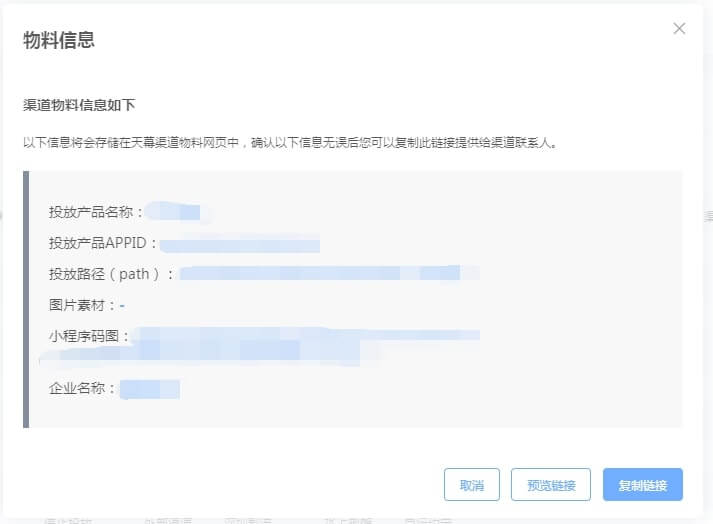 物料信息
渠道物料信息如下
以下信息将会存储在天幕渠道物料网页中，确认以下信息无误后您可以复制此链接提供给渠道联系人。
投放产品名称：
投放产品APPID：
投放路径（path）：
图片素材：-
小程序码图：
企业名称：
取消 预览链接 复制链接